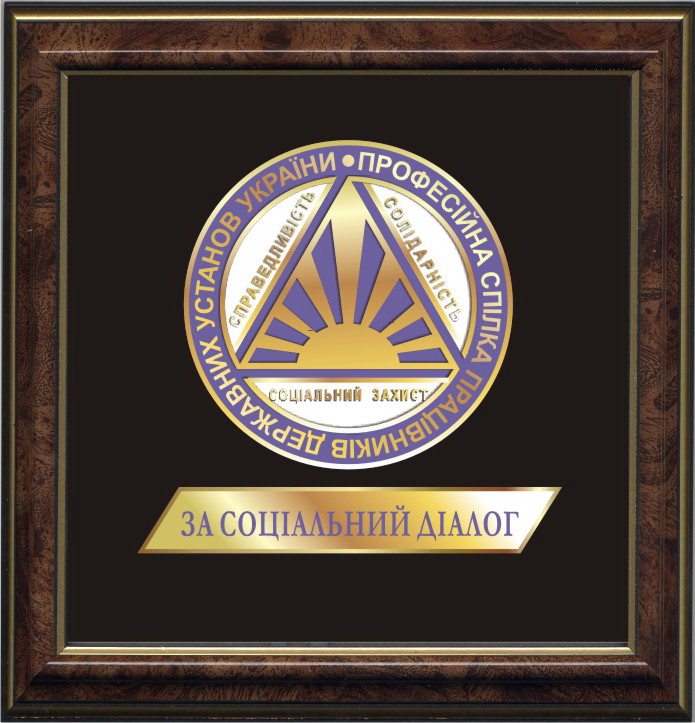 ПРОФЕСІЙНА СПІЛКА ПРАЦІВНИКІВ ДЕРЖАВНИХ УСТАНОВ УКРАЇНИ •
СПРАВЕДЛИВІСТЬ
СОЛІДАРНІСТЬ
СОЦІАЛЬНИЙ ЗАХИСТ
ЗА СОЦІАЛЬНИЙ ДІАЛОГ